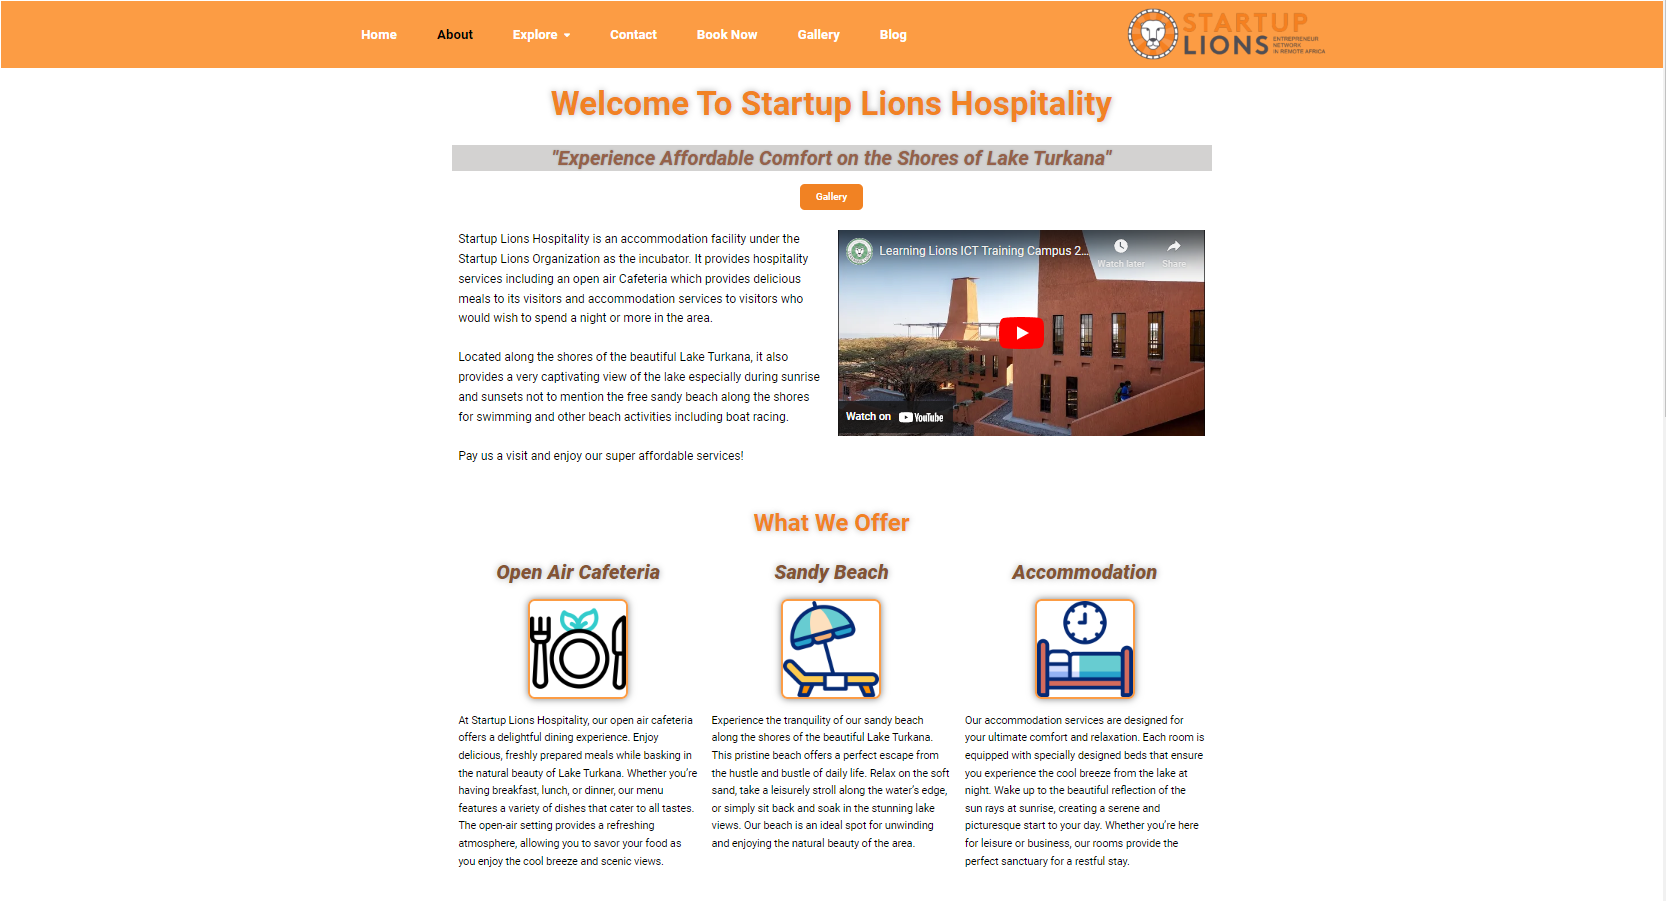 Home About Explore Contact Book Now Gallery Blog
STARTUP
LIONS
ENTREPRENEUR
NETWORK
IN REMOTE AFRICA
Welcome To Startup Lions Hospitality
"Experience Affordable Comfort on the Shores of Lake Turkana"
Gallery
Startup Lions Hospitality is an accommodation facility under the
Startup Lions Organization as the incubator. It provides hospitality
services including an open air Cafeteria which provides delicious
meals to its visitors and accommodation services to visitors who
would wish to spend a night or more in the area.
Located along the shores of the beautiful Lake Turkana, it also
provides a very captivating view of the lake especially during sunrise
and sunsets not to mention the free sandy beach along the shores
for swimming and other beach activities including boat racing.
Pay us a visit and enjoy our super affordable services!
Learning Lions ICT Training Campus 2...
Watch later
Share
Watch on YouTube
What We Offer
Open Air Cafeteria
At Startup Lions Hospitality, our open air cafeteria
offers a delightful dining experience. Enjoy
delicious, freshly prepared meals while basking in
the natural beauty of Lake Turkana. Whether you’re
having breakfast, lunch, or dinner, our menu
features a variety of dishes that cater to all tastes.
The open-air setting provides a refreshing
atmosphere, allowing you to savor your food as
you enjoy the cool breeze and scenic views.
Sandy Beach
Experience the tranquility of our sandy beach
along the shores of the beautiful Lake Turkana.
This pristine beach offers a perfect escape from
the hustle and bustle of daily life. Relax on the soft
sand, take a leisurely stroll along the water’s edge,
or simply sit back and soak in the stunning lake
views. Our beach is an ideal spot for unwinding
and enjoying the natural beauty of the area.
Accommodation
Our accommodation services are designed for
your ultimate comfort and relaxation. Each room is
equipped with specially designed beds that ensure
you experience the cool breeze from the lake at
night. Wake up to the beautiful reflection of the
sun rays at sunrise, creating a serene and
picturesque start to your day. Whether you’re here
for leisure or business, our rooms provide the
perfect sanctuary for a restful stay.